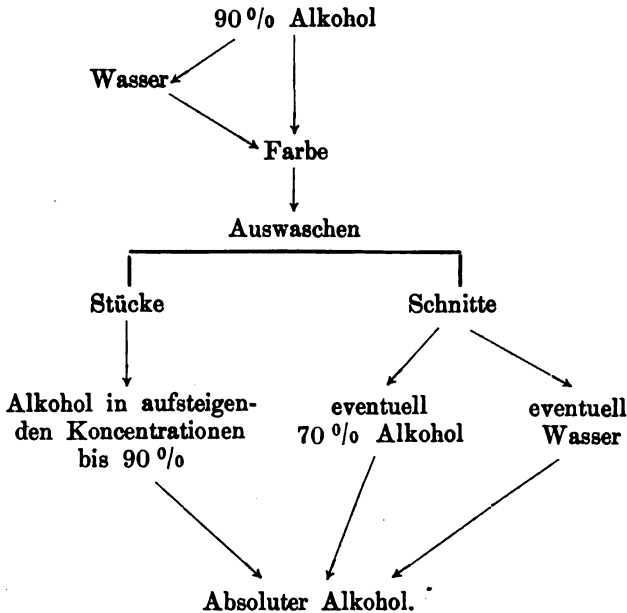 90 % Alkohol
Wasser
Farbe
Auswaschen
Stücke
Schnitte
Alkohol in aufsteigen-
den Koncentrationen
bis 90 %
eventuell
70 % Alkohol
eventuell
Wasser
Absoluter Alkohol.